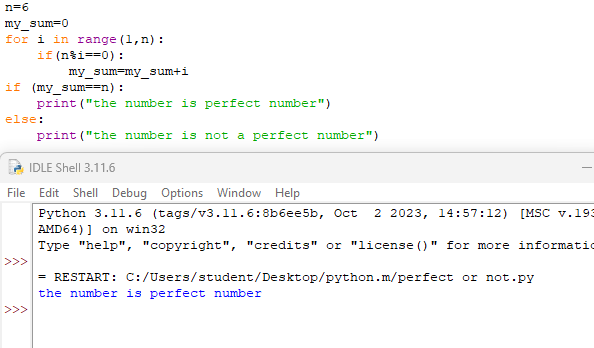 n=6
my_sum=0
for i in range(1,n):
    if(n%i==0):
        my_sum=my_sum+i
if (my_sum==n):
    print("the number is perfect number")
else:
    print("the number is not a perfect number")
IDLE Shell 3.11.6
File Edit Shell Debug Options Window Help
Python 3.11.6 (tags/v3.11.6:8b6ee5b, Oct  2 2023, 14:57:12) [MSC v.193
AMD64)] on win32
Type "help", "copyright", "credits" or "license()" for more informatio
>>>
= RESTART: C:/Users/student/Desktop/python.m/perfect or not.py
the number is perfect number
>>>